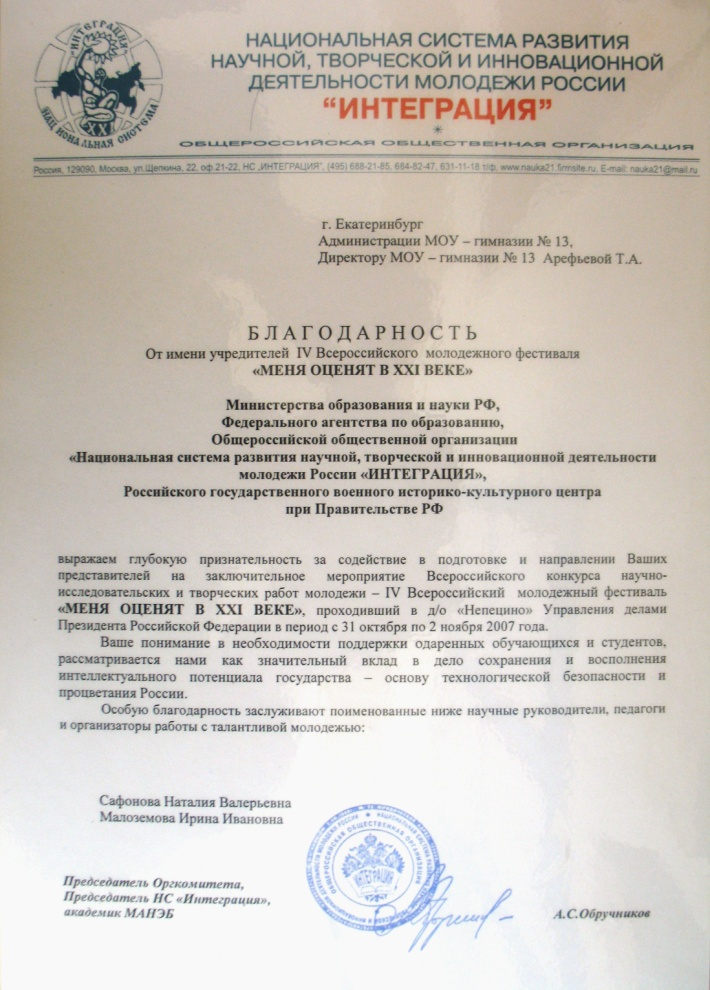 "ИНТЕГРАЦИЯ"
НАЦИОНАЛЬНАЯ СИСТЕМА
XXI
НАЦИОНАЛЬНАЯ СИСТЕМА РАЗВИТИЯ
НАУЧНОЙ, ТВОРЧЕСКОЙ И ИННОВАЦИОННОЙ
ДЕЯТЕЛЬНОСТИ МОЛОДЕЖИ РОССИИ
"ИНТЕГРАЦИЯ"
ОБЩЕРОССИЙСКАЯ ОБЩЕСТВЕННАЯ ОРГАНИЗАЦИЯ
Россия, 129090, Москва, ул.Щепкина, 22, оф.21-22, НС „ИНТЕГРАЦИЯ", (495) 688-21-85, 684-82-47, 631-11-18 т/ф, www.nauka21.firmsite.ru, E-mail: nauka21@mail.ru
г. Екатеринбург
Администрации МОУ – гимназии № 13,
Директору МОУ – гимназии № 13 Арефьевой Т.А.
Б Л А Г О Д А Р Н О С Т Ь
От имени учредителей IV Всероссийского молодежного фестиваля
«МЕНЯ ОЦЕНЯТ В XXI ВЕКЕ»
Министерства образования и науки РФ,
Федерального агентства по образованию,
Общероссийской общественной организации
«Национальная система развития научной, творческой и инновационной деятельности
молодежи России «ИНТЕГРАЦИЯ»,
Российского государственного военного историко-культурного центра
при Правительстве РФ
выражаем глубокую признательность за содействие в подготовке и направлении Ваших
представителей на заключительное мероприятие Всероссийского конкурса научно-
исследовательских и творческих работ молодежи – IV Всероссийский молодежный фестиваль
«МЕНЯ ОЦЕНЯТ В XXI ВЕКЕ», проходивший в д/о «Непецино» Управления делами
Президента Российской Федерации в период с 31 октября по 2 ноября 2007 года.
Ваше понимание в необходимости поддержки одаренных обучающихся и студентов,
рассматривается нами как значительный вклад в дело сохранения и восполнения
интеллектуального потенциала государства – основу технологической безопасности и
процветания России.
Особую благодарность заслуживают поименованные ниже научные руководители, педагоги
и организаторы работы с талантливой молодежью:
Сафонова Наталия Валерьевна
Малоземова Ирина Ивановна
ОБЩЕРОССИЙСКАЯ ОБЩЕСТВЕННАЯ ОРГАНИЗАЦИЯ
ИНТЕГРАЦИЯ
Председатель Оргкомитета,
Председатель НС «Интеграция»,
академик МАНЭБ
А.С.Обручников